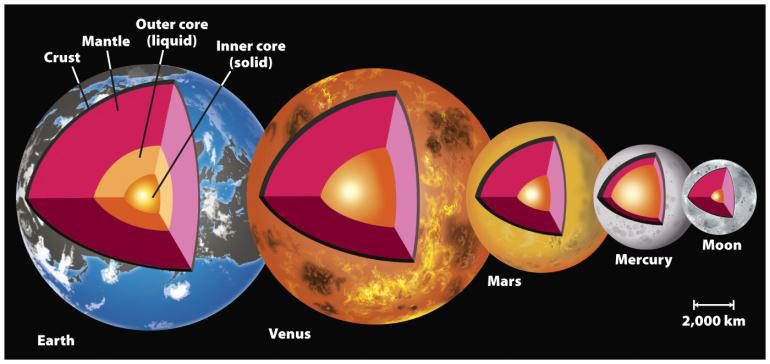 Outer core
(liquid)
Mantle
Inner core
(solid)
Crust
Earth
Venus
Mars
Mercury
Moon
2,000 km